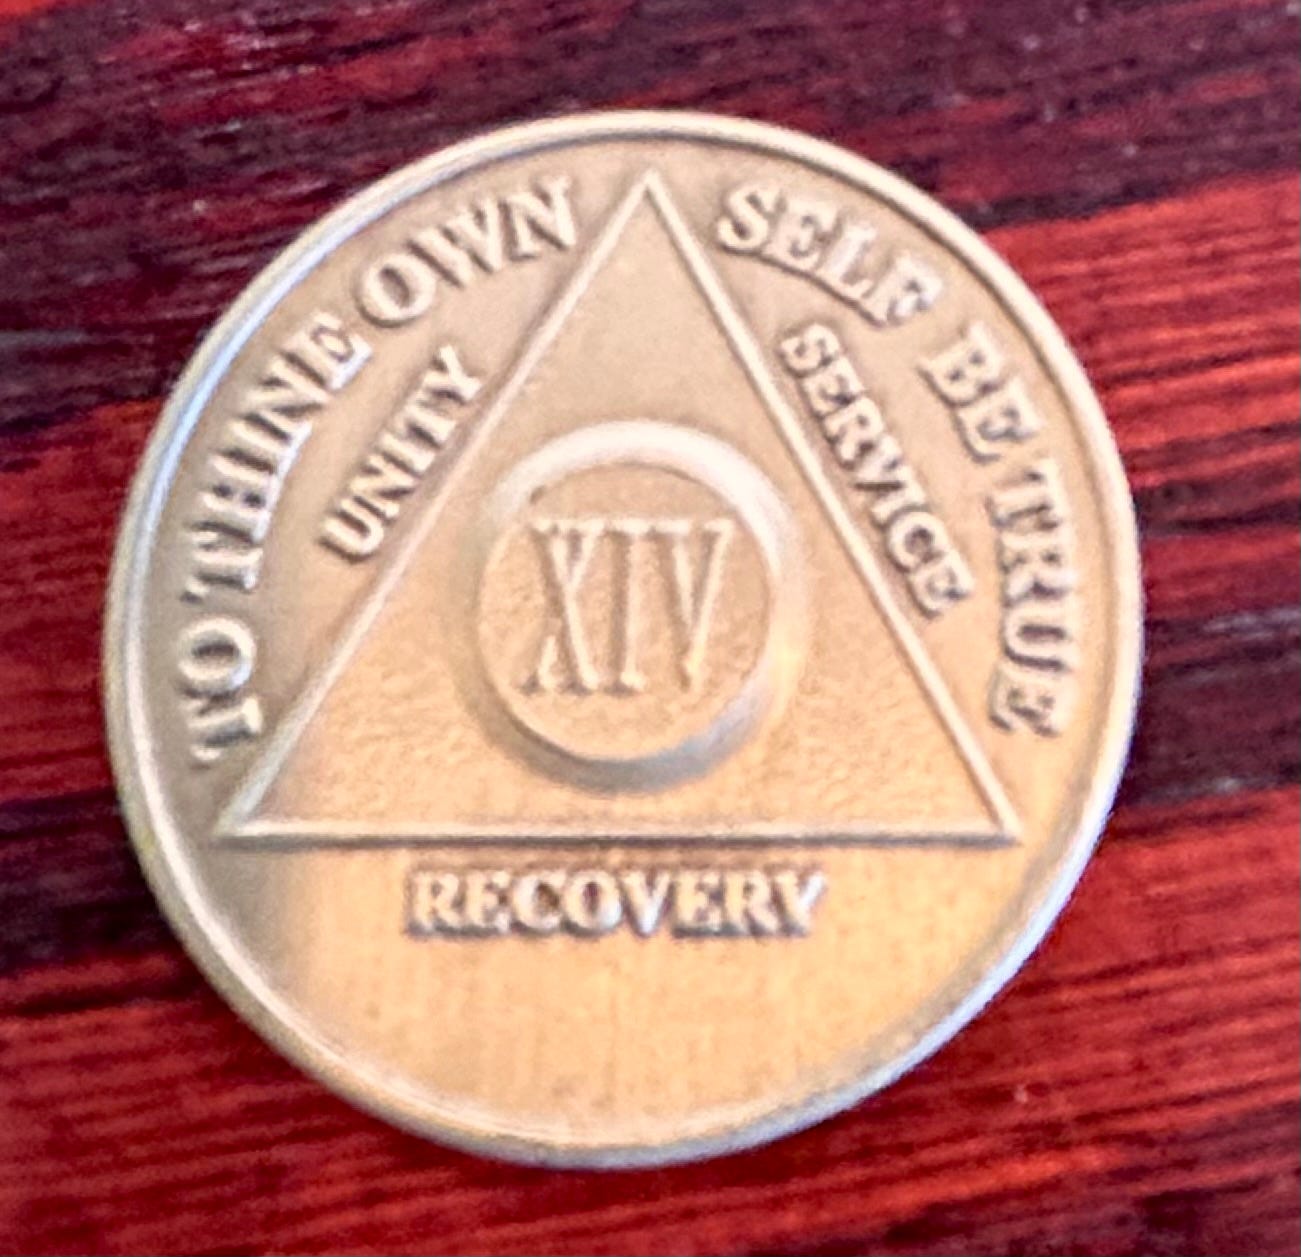 TO THINE OWN SELF BE TRUE
UNITY
SERVICE
XIV
RECOVERY